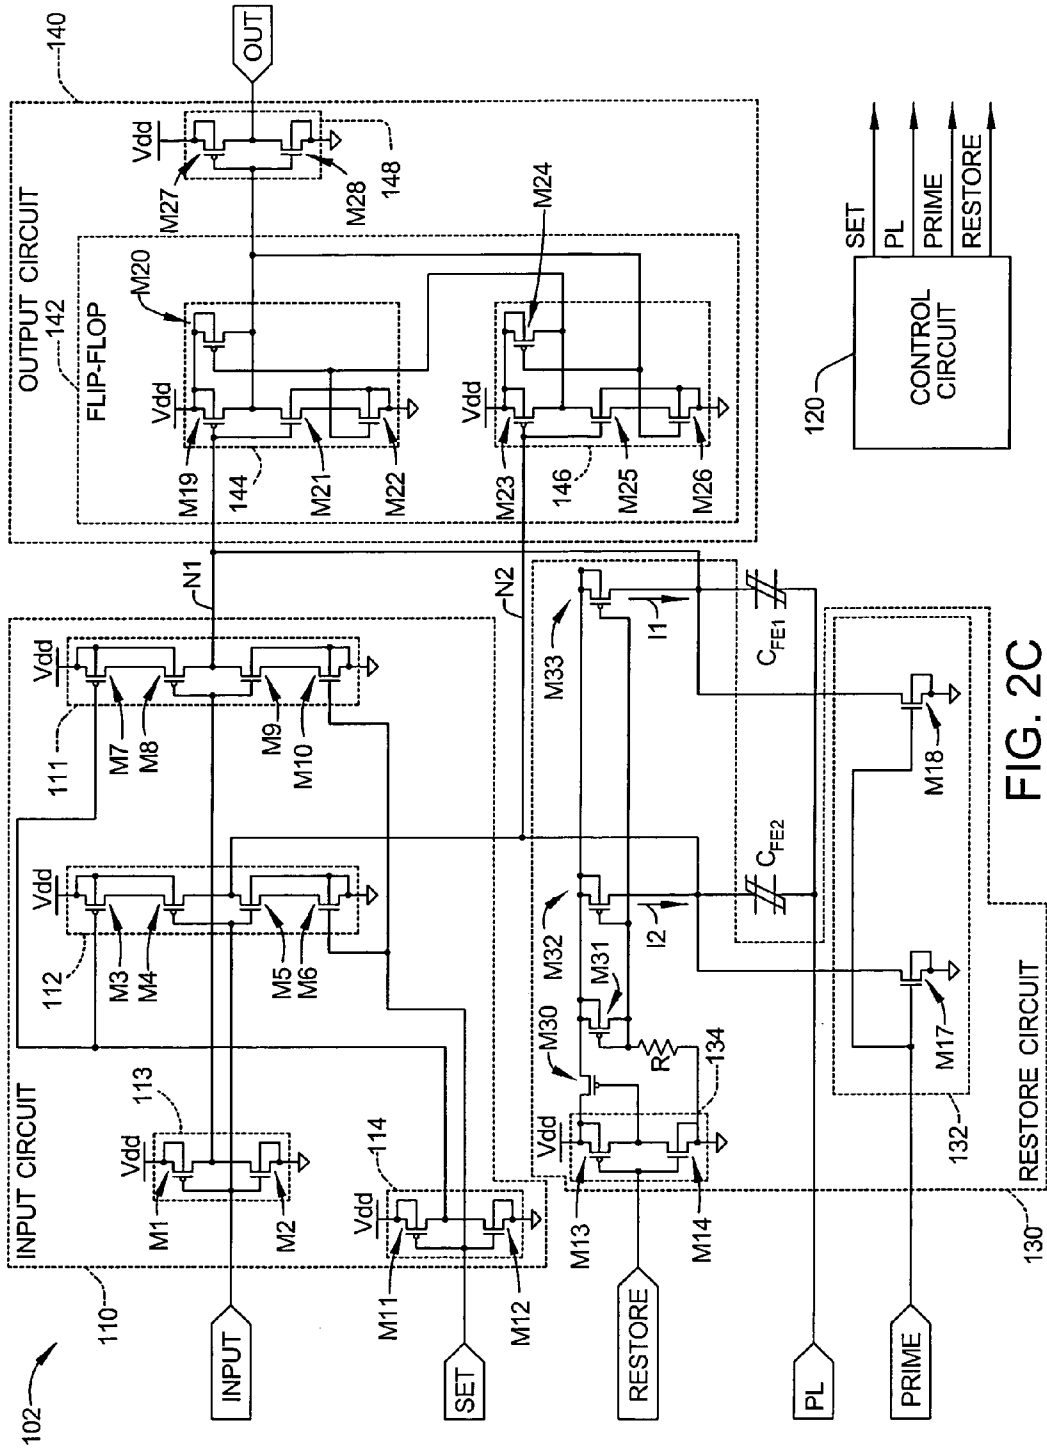 102
110
INPUT CIRCUIT
INPUT
SET
M1
M2
113
Vdd
M11
M12
114
Vdd
112
Vdd
M3
M4
M5
M6
111
Vdd
M7
M8
M9
M10
N1
N2
OUTPUT CIRCUIT
140
142
FLIP-FLOP
Vdd
M19
M20
M21
M22
144
Vdd
M23
M24
M25
M26
146
Vdd
M27
M28
148
OUT
RESTORE
PL
PRIME
Vdd
M13
M14
M30
134
R
M31
M32
M33
I2
I1
CFE2
CFE1
M17
M18
132
RESTORE CIRCUIT
130
120
CONTROL
CIRCUIT
SET
PL
PRIME
RESTORE
FIG. 2C